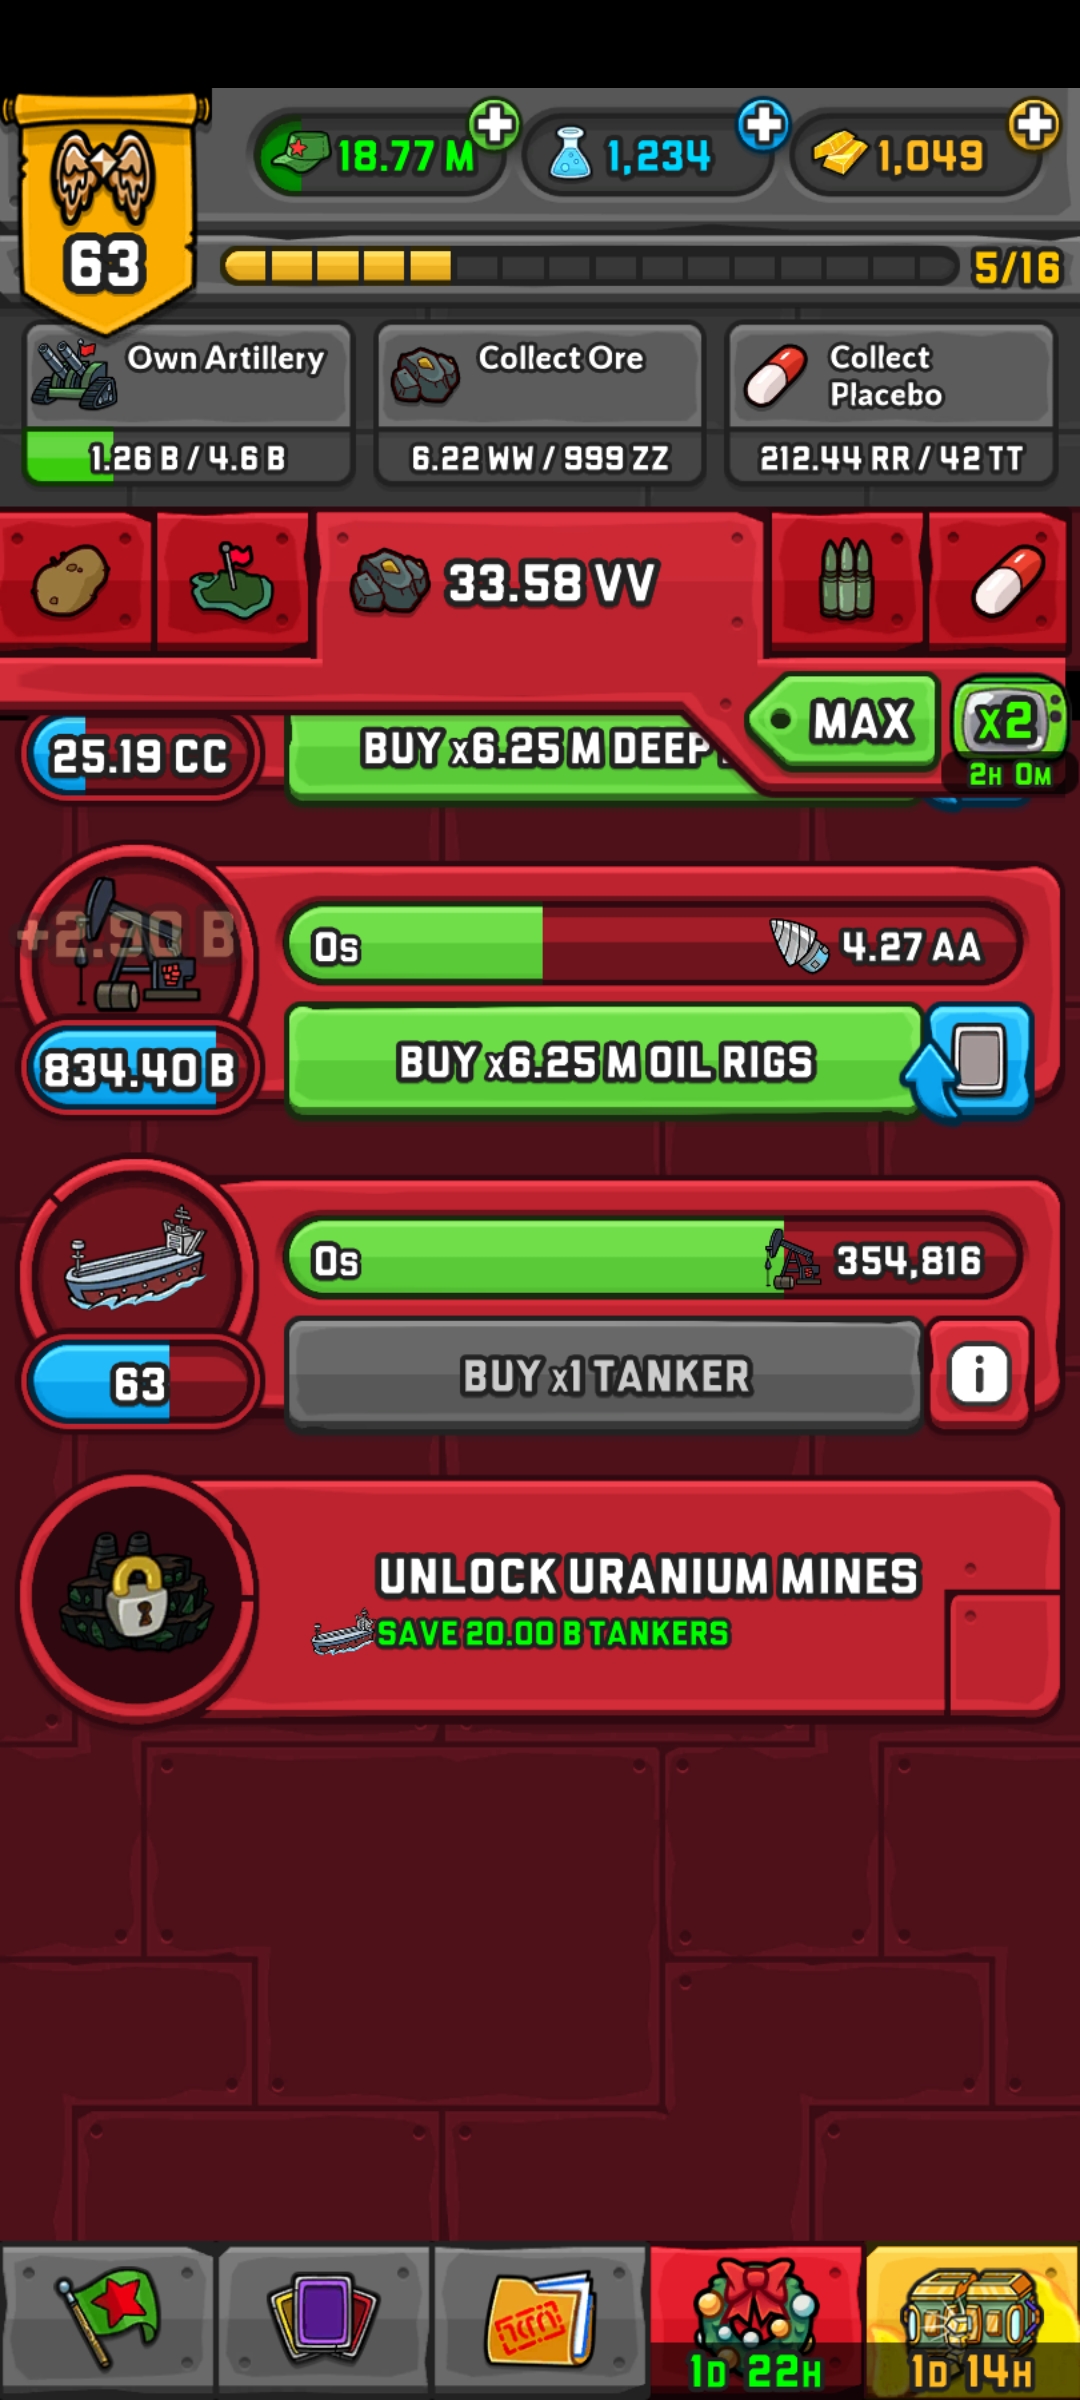 18.77 M
1,234
1,049
63
5/16
Own Artillery
1.26 B / 4.6 B
Collect Ore
6.22 WW / 999 ZZ
Collect
Placebo
212.44 RR / 42 TT
33.58 VV
MAX
x2
2H 0M
25.19 CC
BUY x6.25 M DEEP
+2.90 B
0s
4.27 AA
834.40 B
BUY x6.25 M OIL RIGS
0s
354,816
63
BUY x1 TANKER
i
UNLOCK URANIUM MINES
SAVE 20.00 B TANKERS
1D 22H
1D 14H